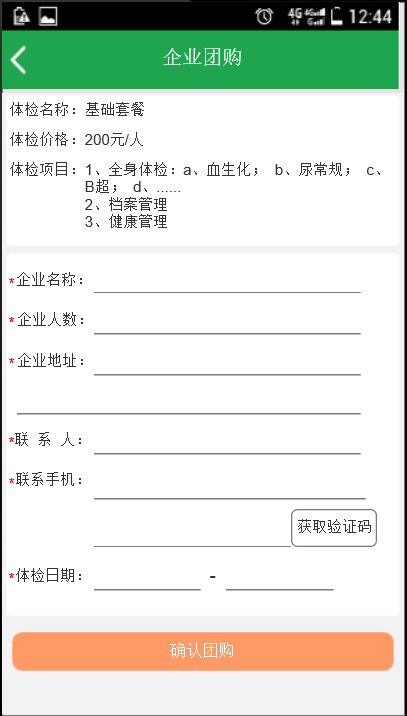 4G 4G 12:44
企业团购
体检名称：基础套餐
体检价格：200元/人
体检项目：1、全身体检：a、血生化； b、尿常规； c、
B超； d、......
2、档案管理
3、健康管理
*企业名称：
*企业人数：
*企业地址：
*联 系 人：
*联系手机：
获取验证码
*体检日期： -
确认团购